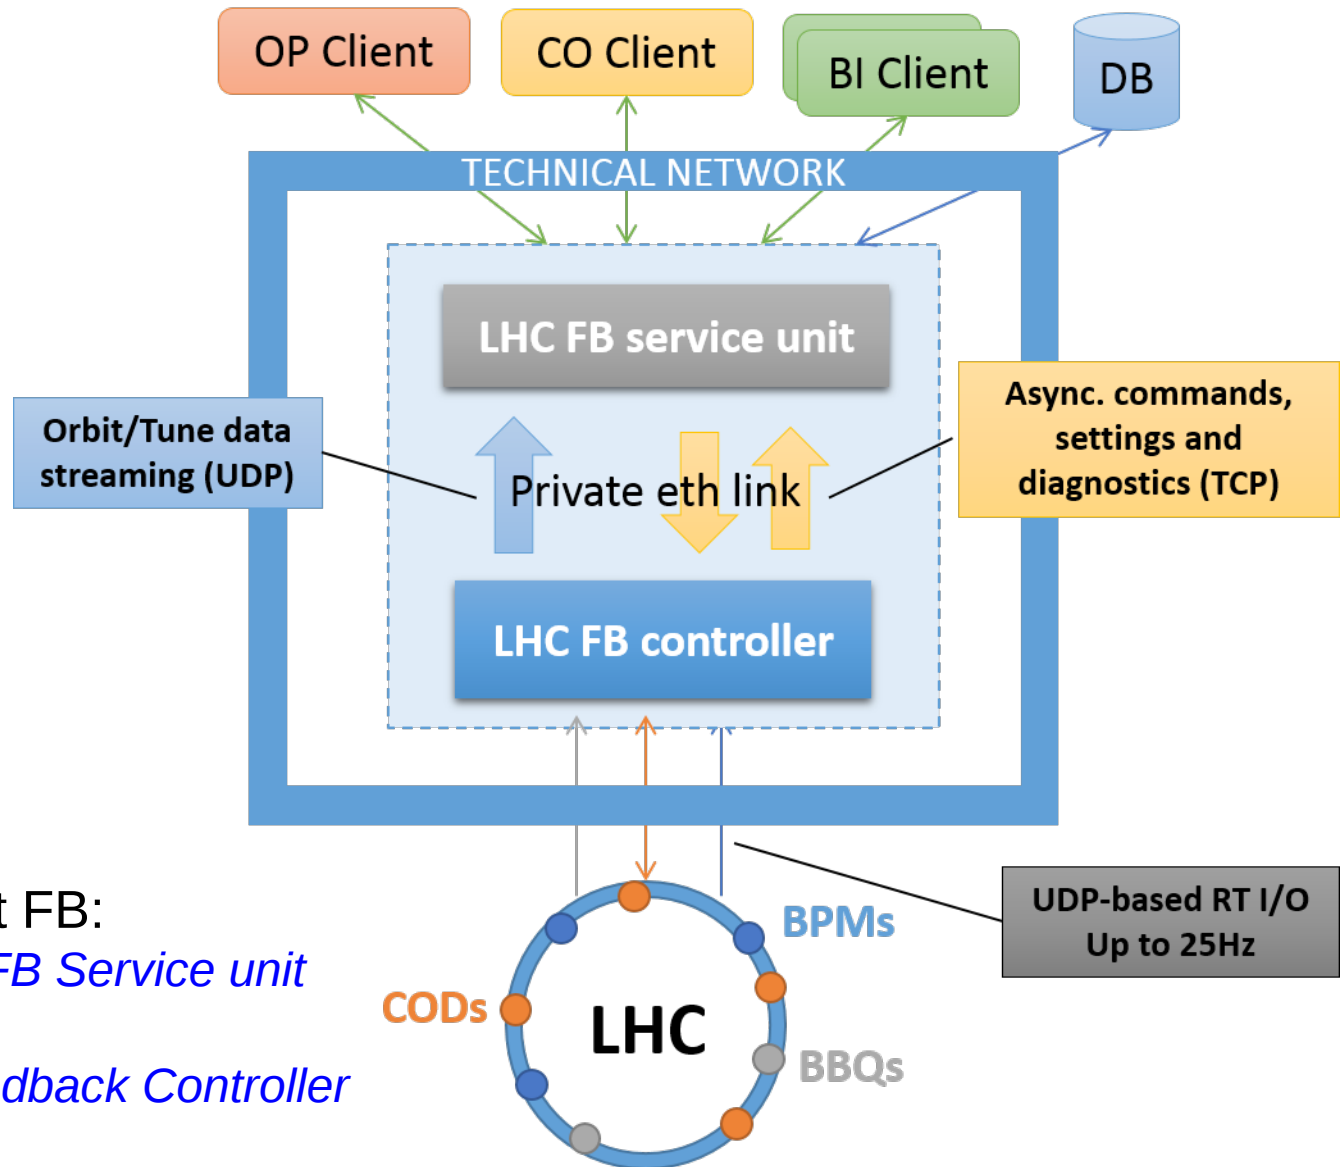 OP Client
CO Client
BI Client
DB
TECHNICAL NETWORK
LHC FB service unit
Orbit/Tune data
streaming (UDP)
Private eth link
Async. commands,
settings and
diagnostics (TCP)
LHC FB controller
t FB:
FB Service unit
dback Controller
UDP-based RT I/O
Up to 25Hz
BPMs
CODs
LHC
BBQs